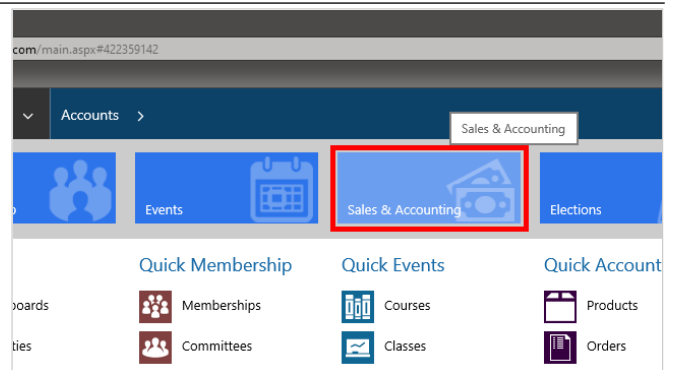 com/main.aspx#422359142
Accounts
Sales & Accounting
Events
Sales & Accounting
Elections
Quick Membership
Quick Events
Quick Account
Memberships
Courses
Products
Committees
Classes
Orders